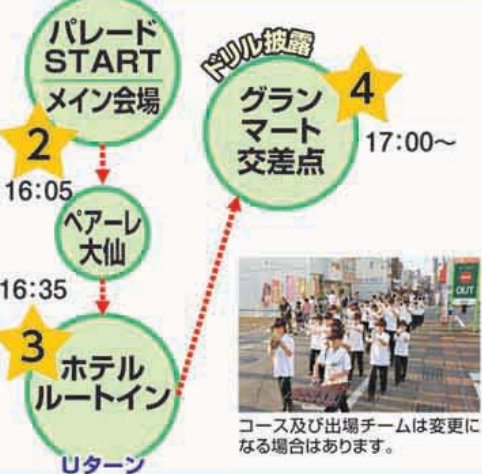 パレード
START
メイン会場
2
16:05
ペアーレ
大仙
16:35
3
ホテル
ルートイン
Uターン
ドリル披露
4
グラン
マート
交差点
17:00～
OUT
コース及び出場チームは変更に
なる場合はあります。